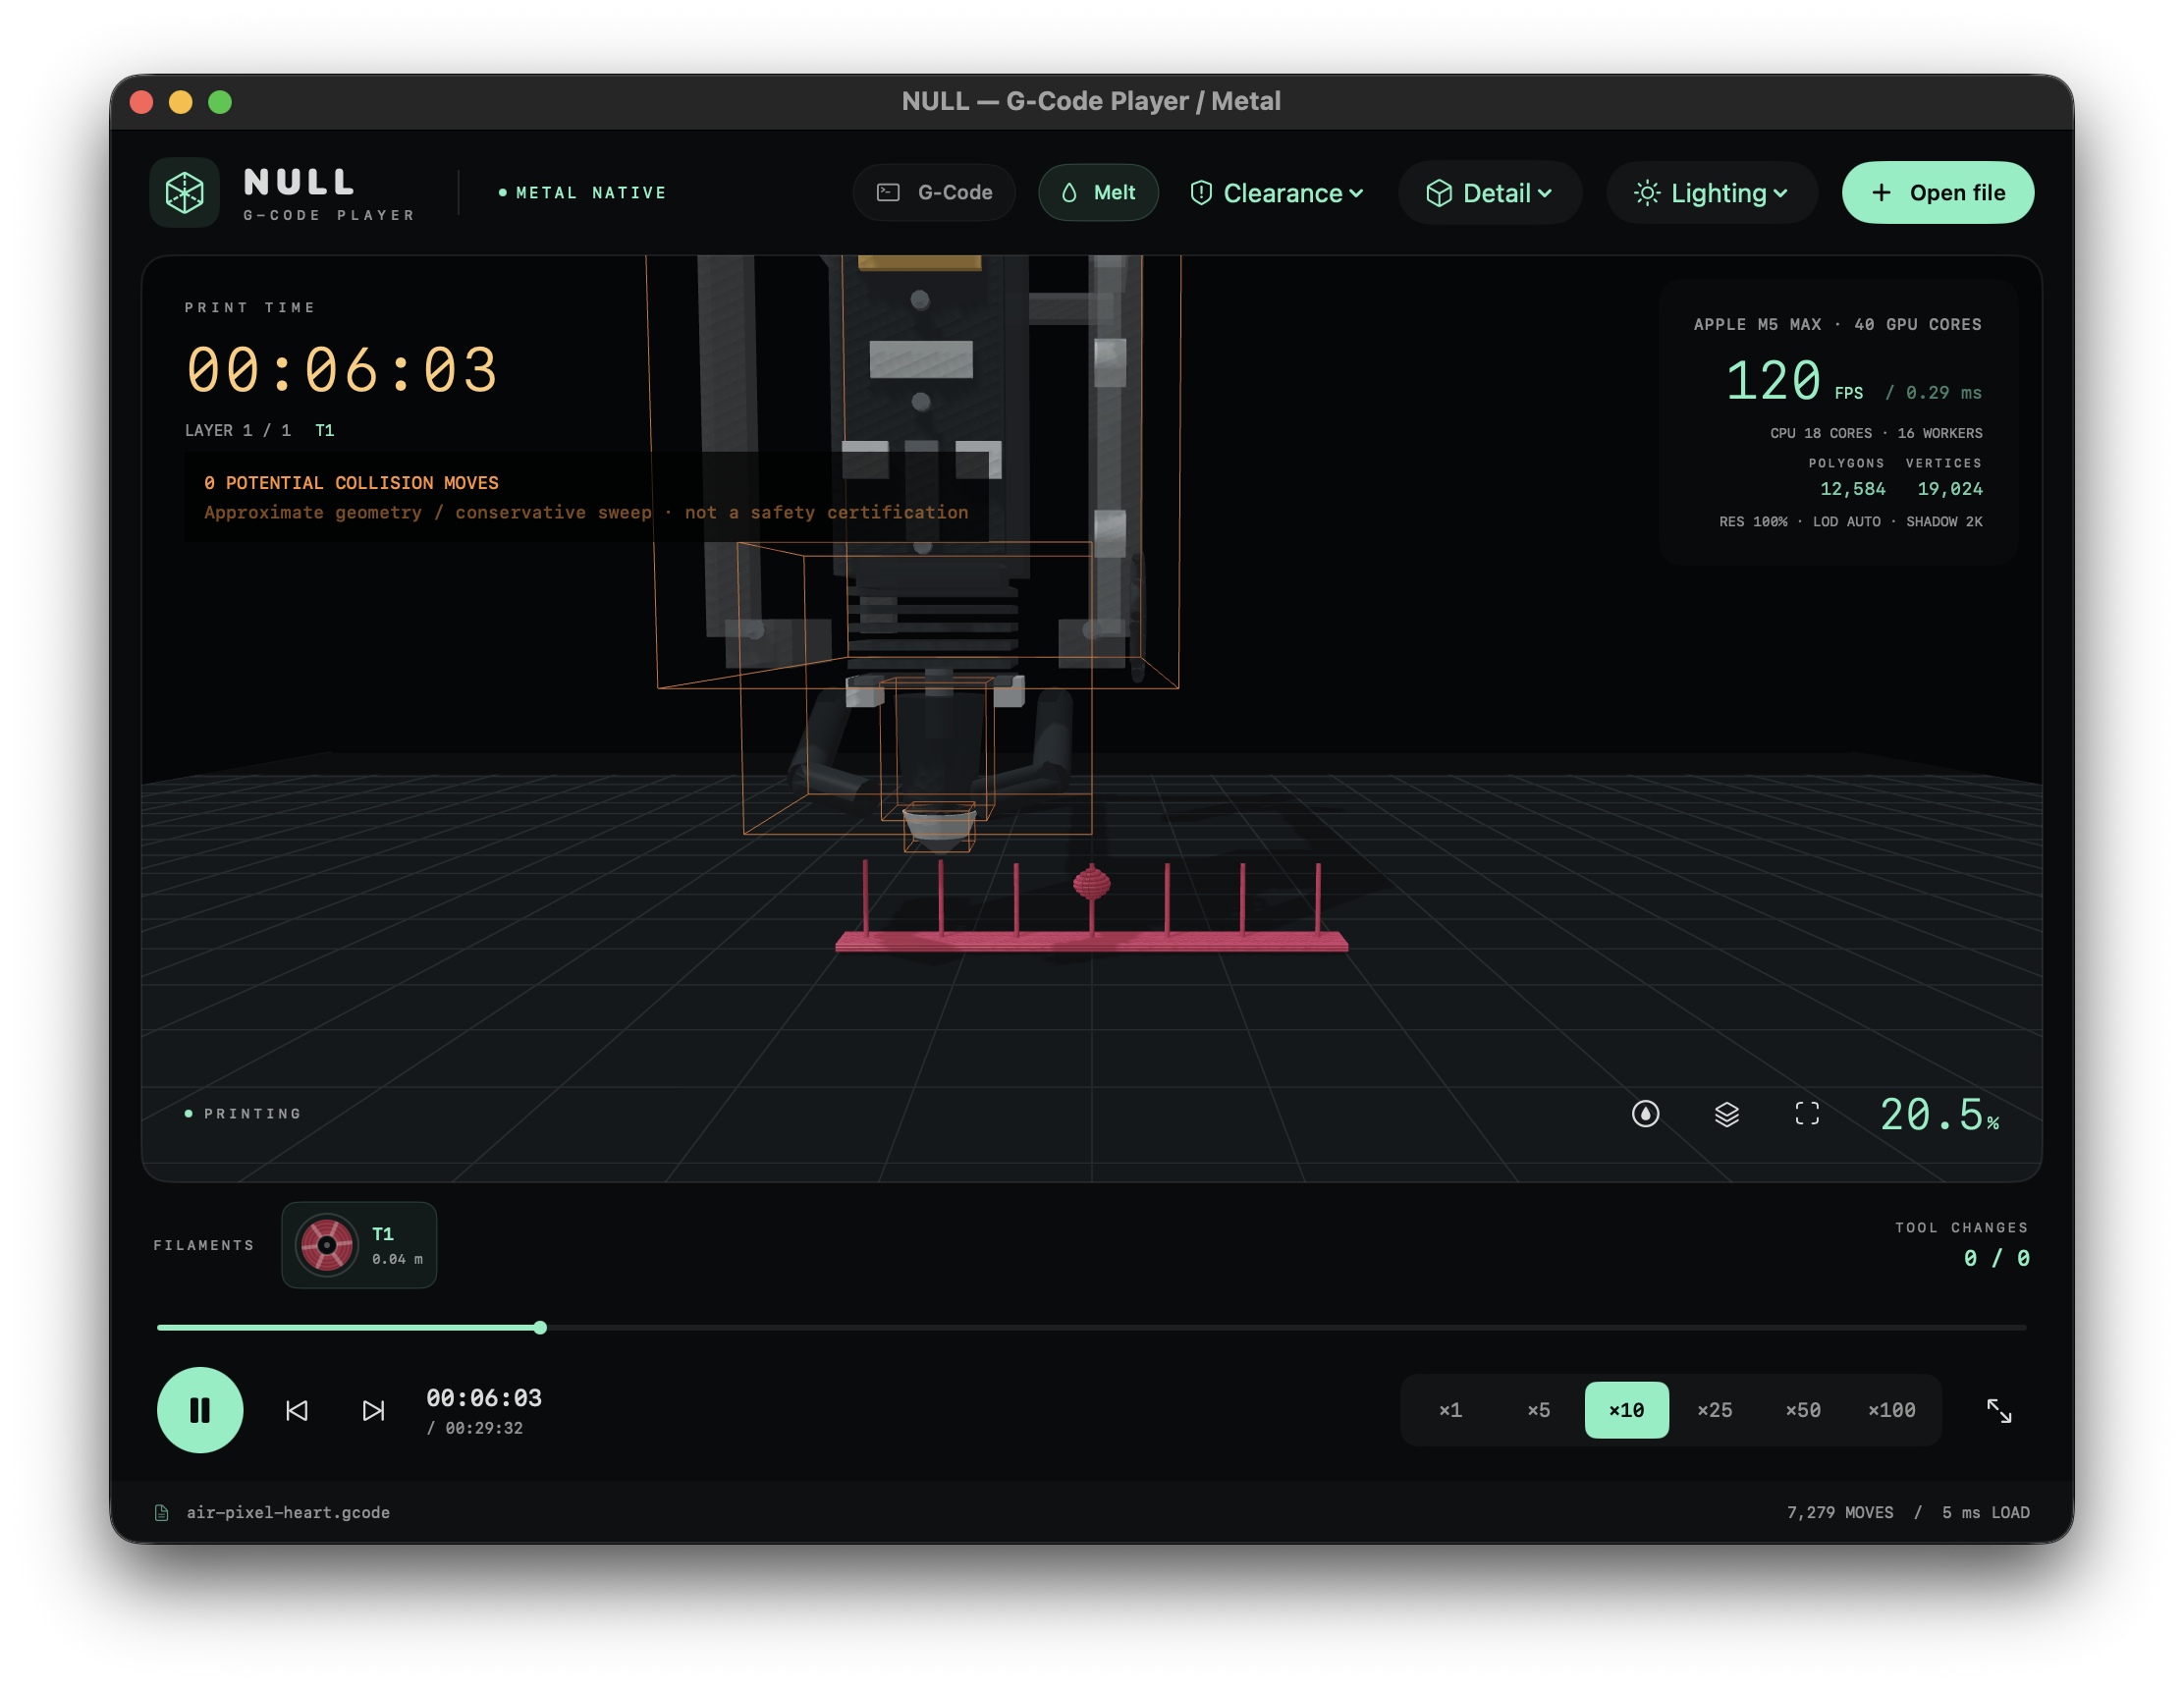 NULL — G-Code Player / Metal
NULL
G-CODE PLAYER
METAL NATIVE
G-Code
Melt
Clearance
Detail
Lighting
+ Open file
PRINT TIME
00:06:03
LAYER 1 / 1 T1
0 POTENTIAL COLLISION MOVES
Approximate geometry / conservative sweep · not a safety certification
APPLE M5 MAX · 40 GPU CORES
120 FPS / 0.29 ms
CPU 18 CORES · 16 WORKERS
POLYGONS VERTICES
12,584 19,024
RES 100% · LOD AUTO · SHADOW 2K
PRINTING
20.5%
FILAMENTS
T1
0.04 m
TOOL CHANGES
0 / 0
00:06:03
/ 00:29:32
×1 ×5 ×10 ×25 ×50 ×100
air-pixel-heart.gcode
7,279 MOVES / 5 ms LOAD